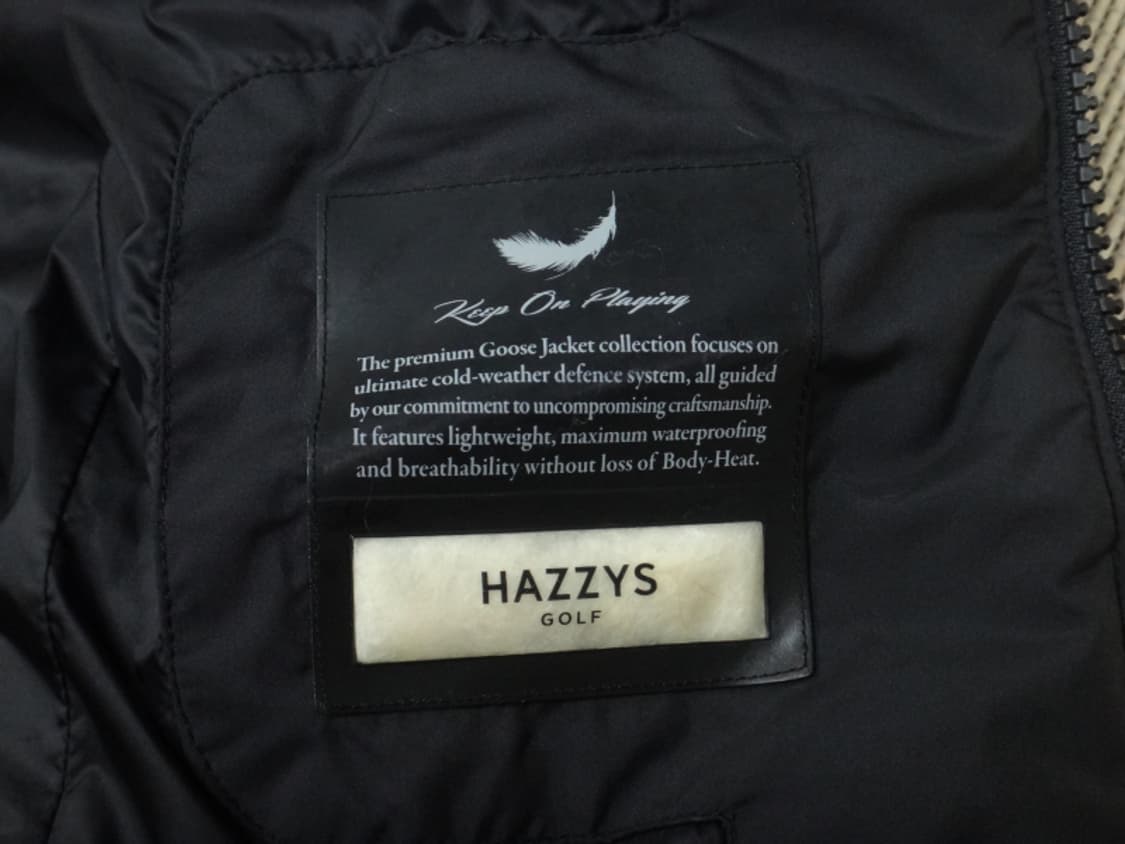 Keep On Playing
The premium Goose Jacket collection focuses on
ultimate cold-weather defence system, all guided
by our commitment to uncompromising craftsmanship.
It features lightweight, maximum waterproofing
and breathability without loss of Body-Heat.
HAZZYS
GOLF